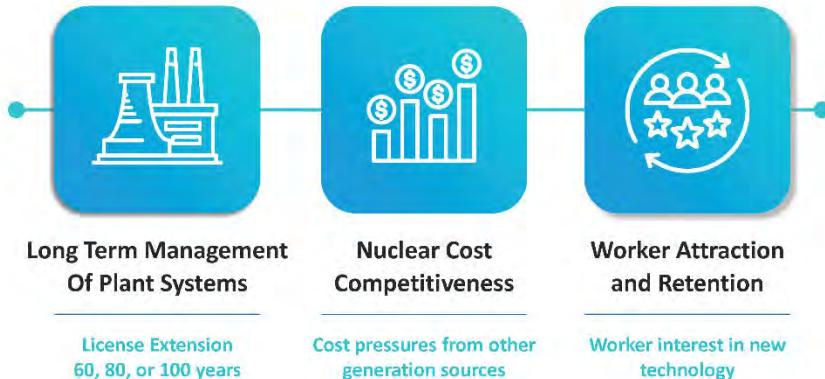 $ $ $ $
Long Term Management
Of Plant Systems
License Extension
60, 80, or 100 years
Nuclear Cost
Competitiveness
Cost pressures from other
generation sources
Worker Attraction
and Retention
Worker interest in new
technology